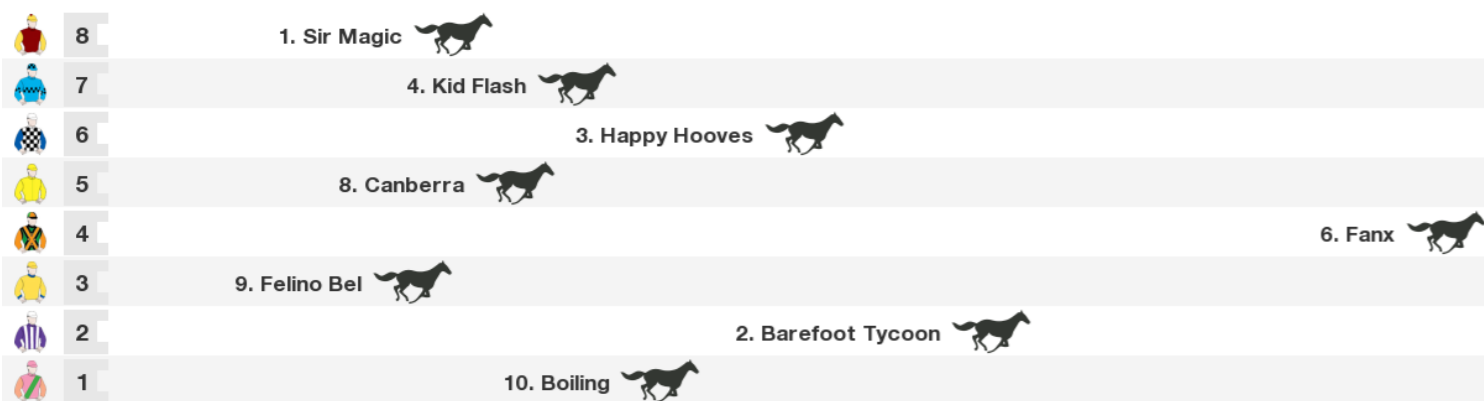 8 1. Sir Magic
7 4. Kid Flash
6 3. Happy Hooves
5 8. Canberra
4 6. Fanx
3 9. Felino Bel
2 2. Barefoot Tycoon
1 10. Boiling